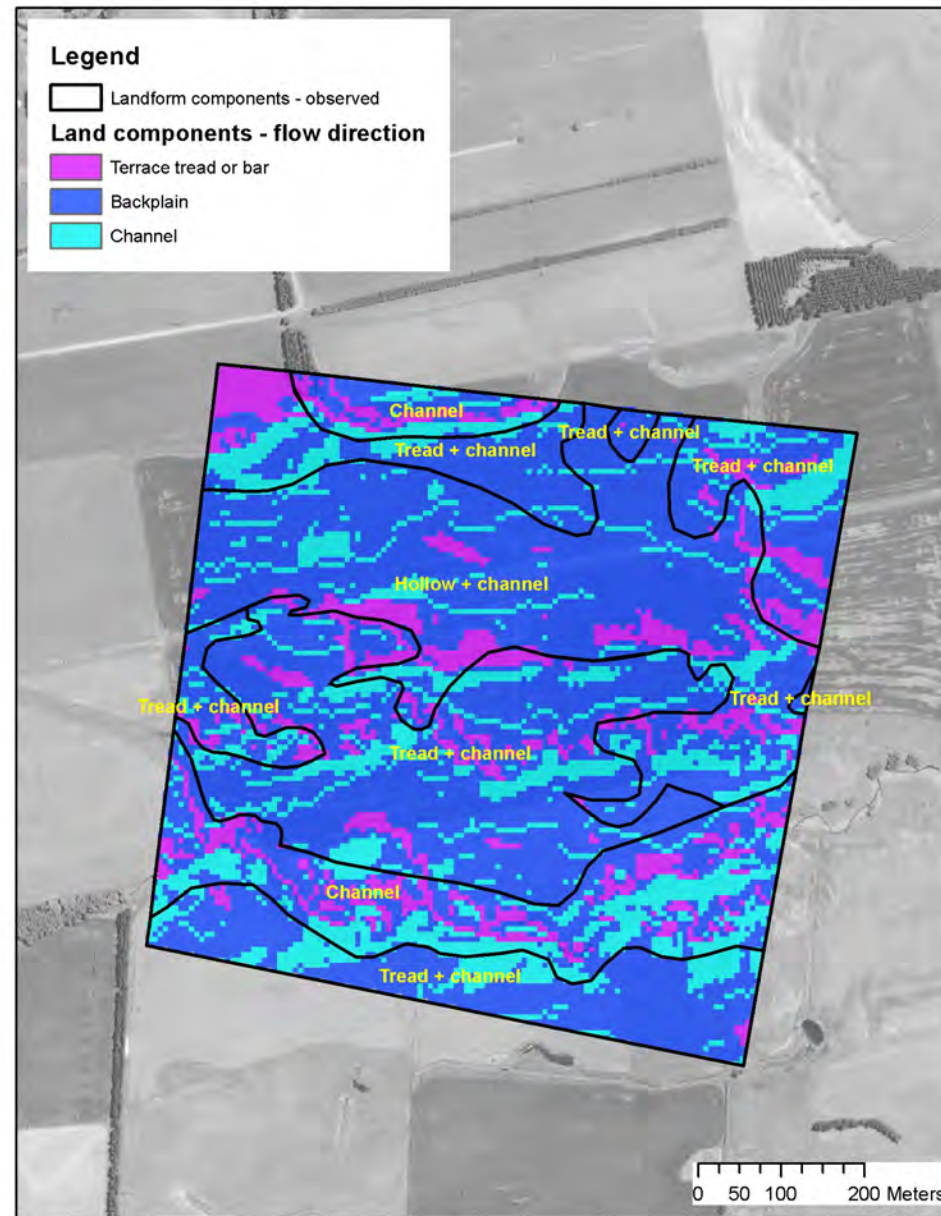 Legend
Landform components - observed
Land components - flow direction
Terrace tread or bar
Backplain
Channel
Channel
Tread + channel
Tread + channel
Tread + channel
Hollow + channel
Tread + channel
Tread + channel
Tread + channel
Channel
Tread + channel
0 50 100 200 Meters